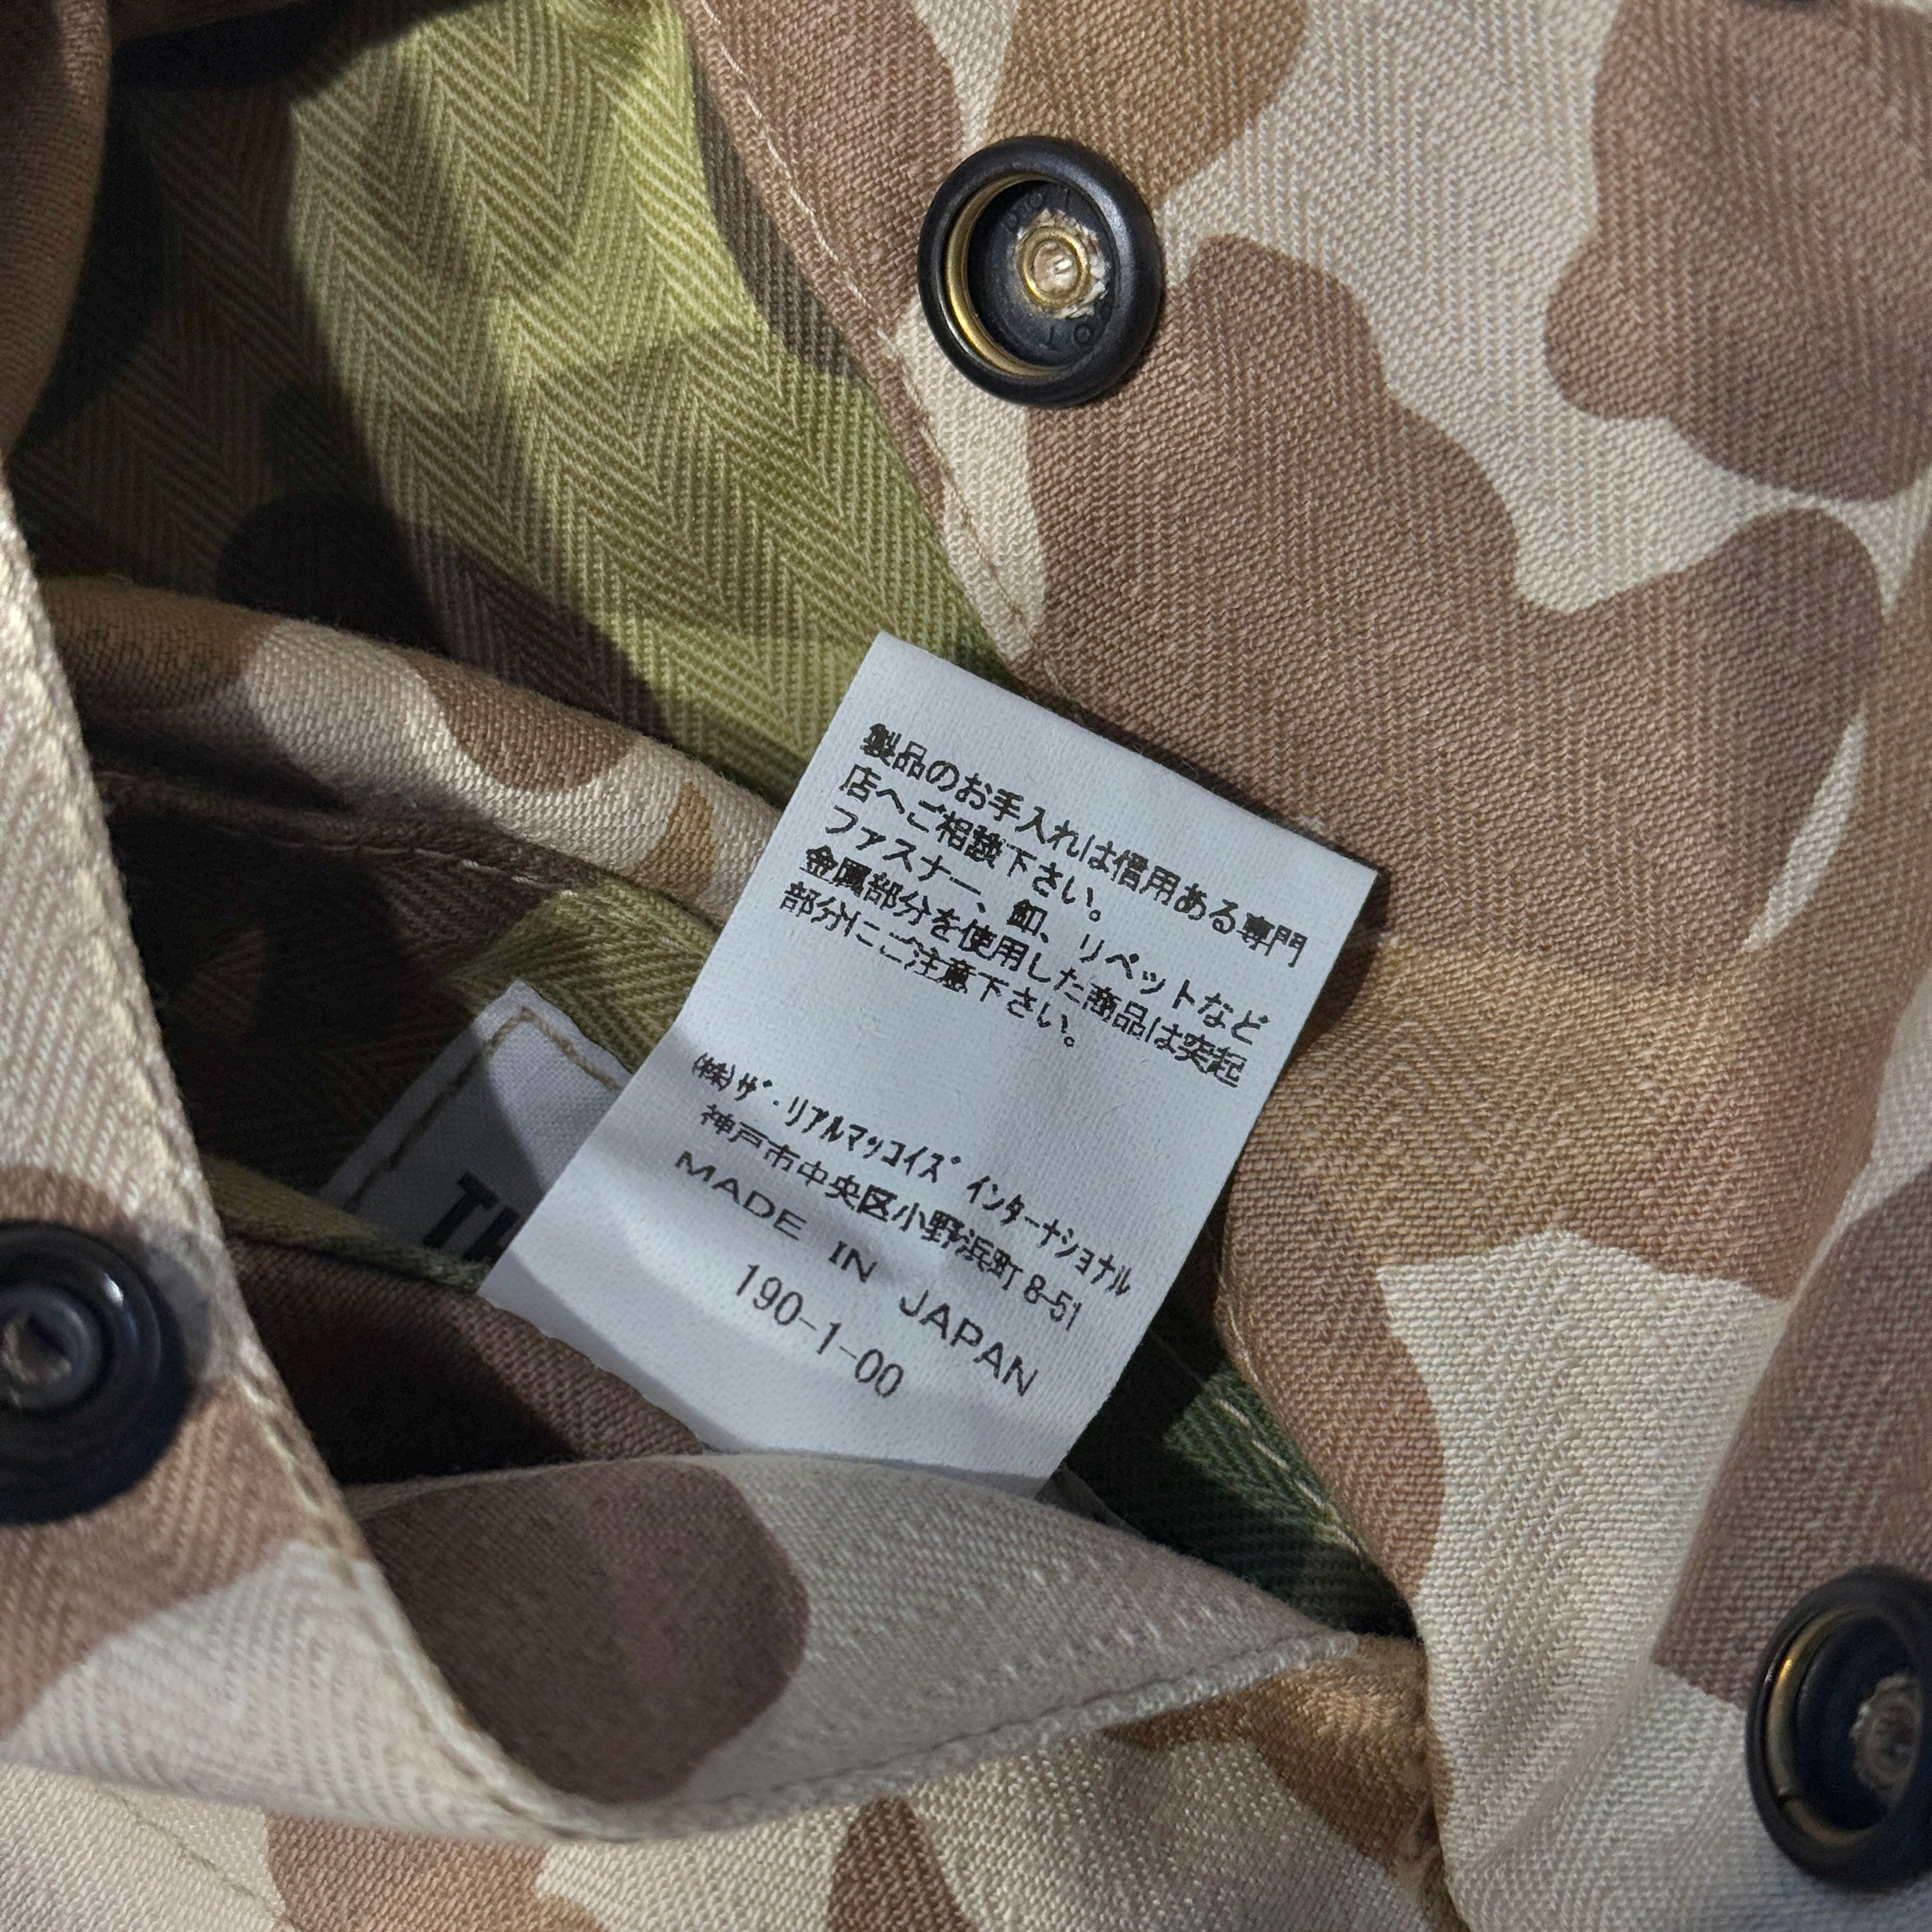 製品のお手入れは信用ある専門
店へご相談下さい。
ファスナー、釦、リベットなど
金属部分を使用した商品は突起
部分にご注意下さい。
㈱ｻﾞ･ﾘｱﾙﾏｯｺｲｽﾞ ｲﾝﾀｰﾅｼｮﾅﾙ
神戸市中央区小野浜町8-51
MADE IN JAPAN
190-1-00
TH